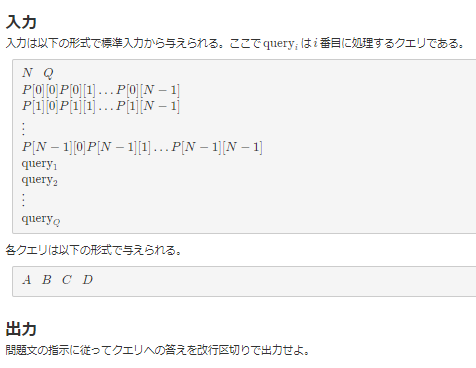 入力
入力は以下の形式で標準入力から与えられる。ここで query_i は i 番目に処理するクエリである。
N Q
P[0][0]P[0][1]…P[0][N−1]
P[1][0]P[1][1]…P[1][N−1]
⋮
P[N−1][0]P[N−1][1]…P[N−1][N−1]
query_1
query_2
⋮
query_Q
各クエリは以下の形式で与えられる。
A B C D
出力
問題文の指示に従ってクエリへの答えを改行区切りで出力せよ。